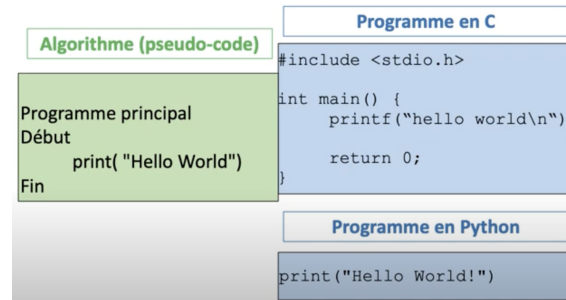 Algorithme (pseudo-code)
Programme principal
Début
print( "Hello World")
Fin
Programme en C
#include <stdio.h>
int main() {
printf(“hello world\n“)
return 0;
}
Programme en Python
print("Hello World!")